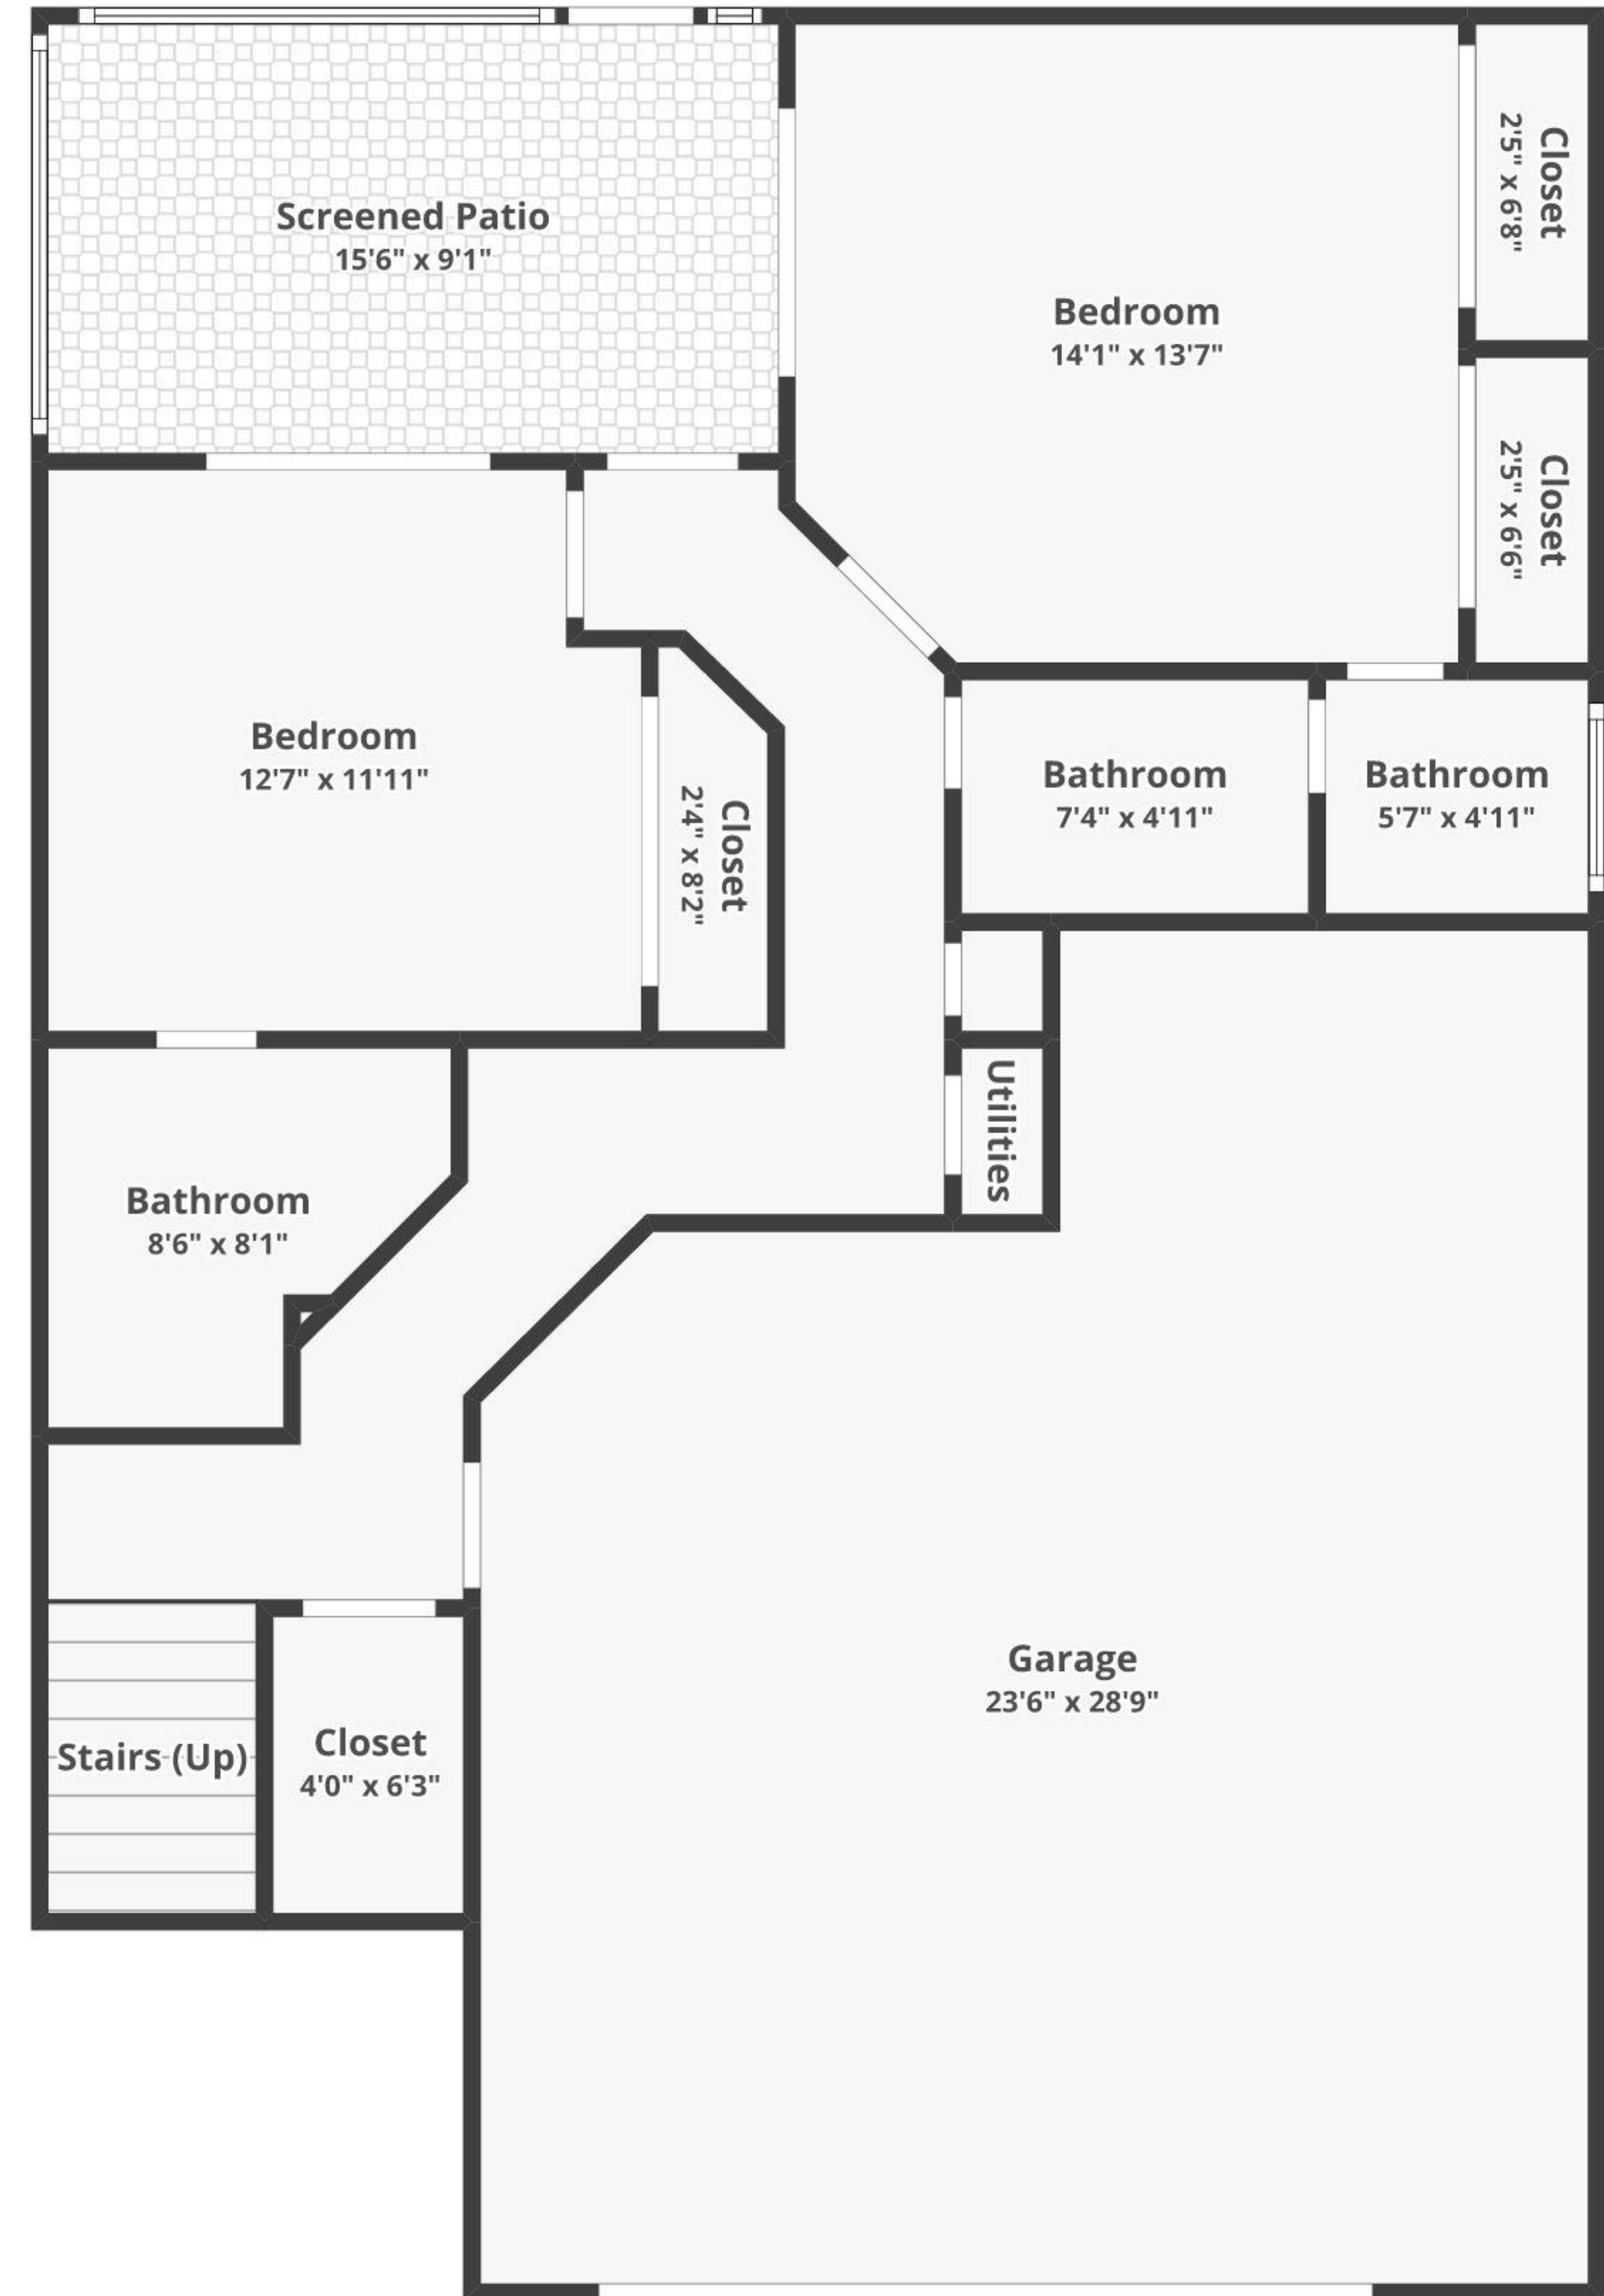 Screened Patio
15'6" x 9'1"
Bedroom
14'1" x 13'7"
Closet
2'5" x 6'8"
Closet
2'5" x 6'6"
Bedroom
12'7" x 11'11"
Closet
2'4" x 8'2"
Bathroom
7'4" x 4'11"
Bathroom
5'7" x 4'11"
Utilities
Bathroom
8'6" x 8'1"
Garage
23'6" x 28'9"
Stairs (Up)
Closet
4'0" x 6'3"